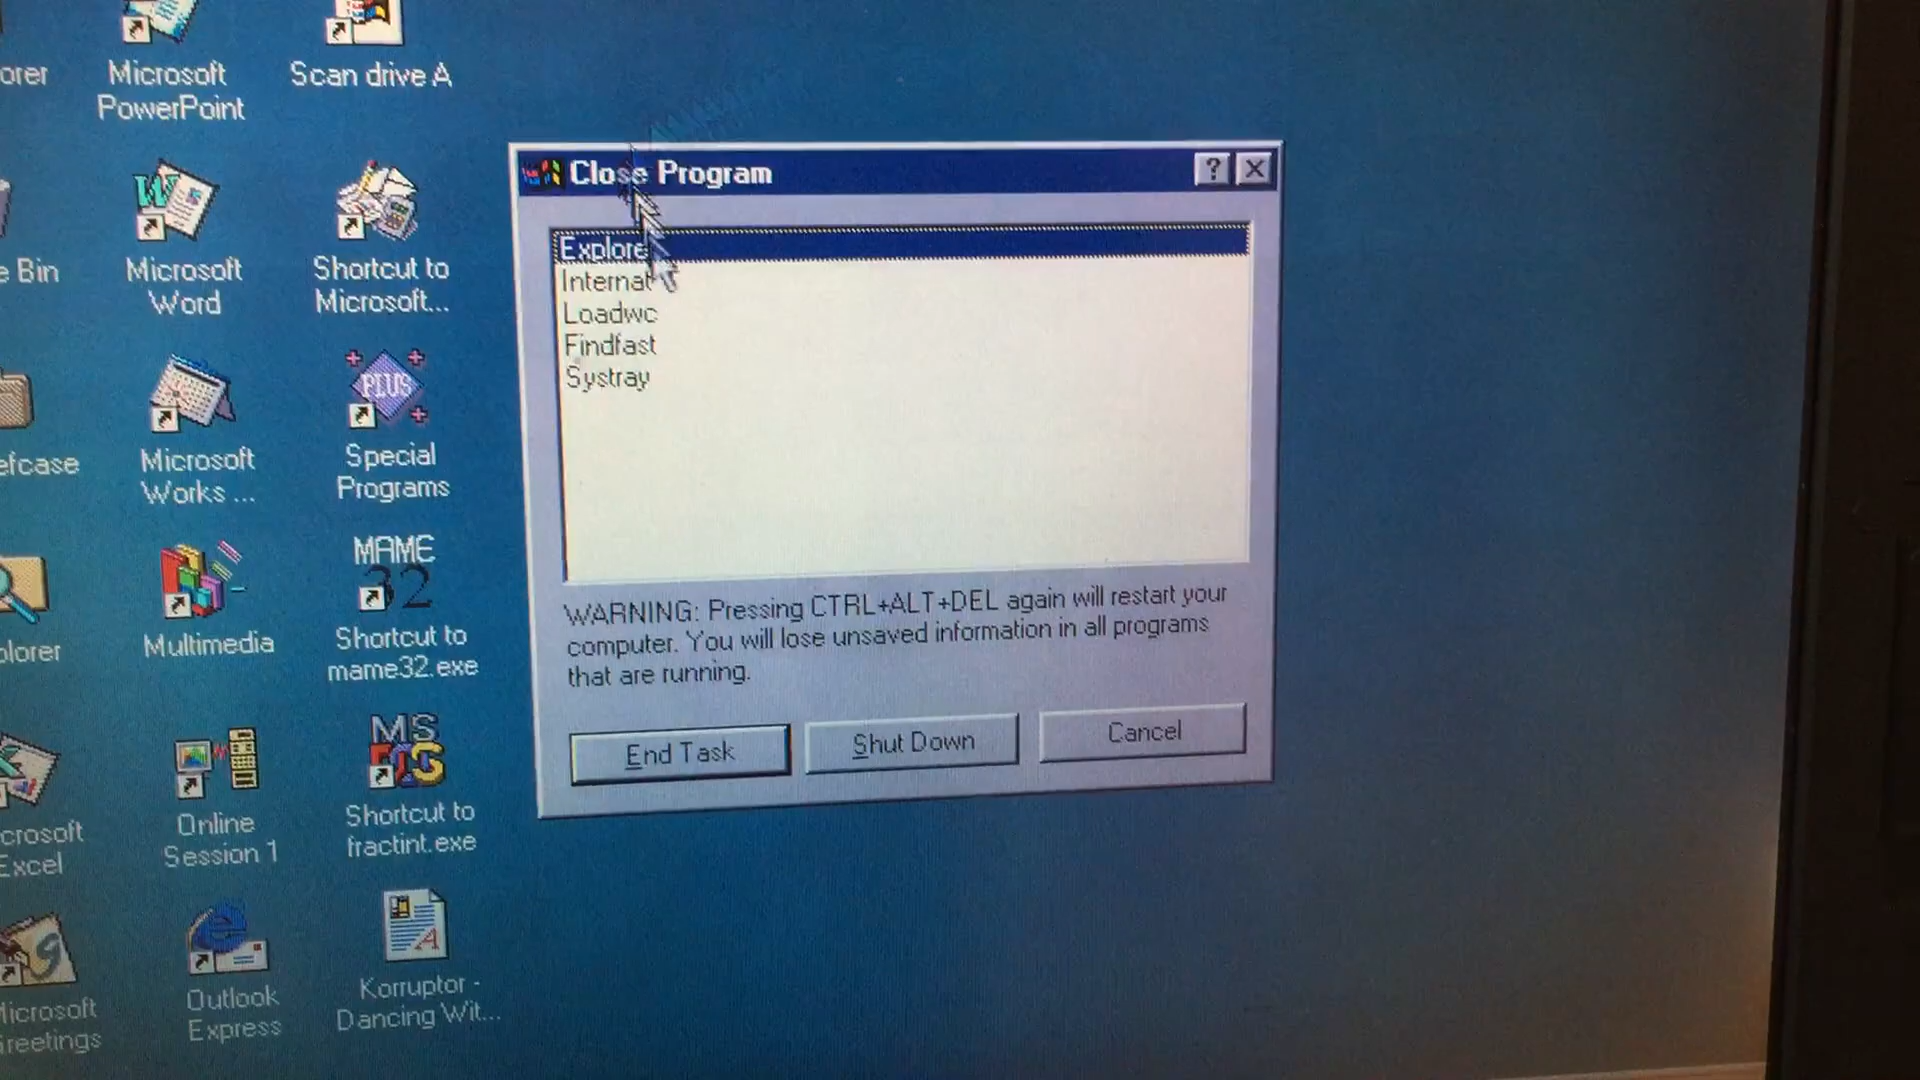 orer
Microsoft
PowerPoint
Scan drive A
e Bin
W
Microsoft
Word
Shortcut to
Microsoft...
efcase
Microsoft
Works ...
PLUS
Special
Programs
plorer
Multimedia
MAME
32
Shortcut to
mame32.exe
crosoft
Excel
Online
Session 1
MS
Shortcut to
fractint.exe
Microsoft
reetings
Outlook
Express
A
Korruptor -
Dancing Wit...
Close Program
?
Explorer
Internat
Loadwc
Findfast
Systray
WARNING: Pressing CTRL+ALT+DEL again will restart your
computer. You will lose unsaved information in all programs
that are running.
End Task
Shut Down
Cancel